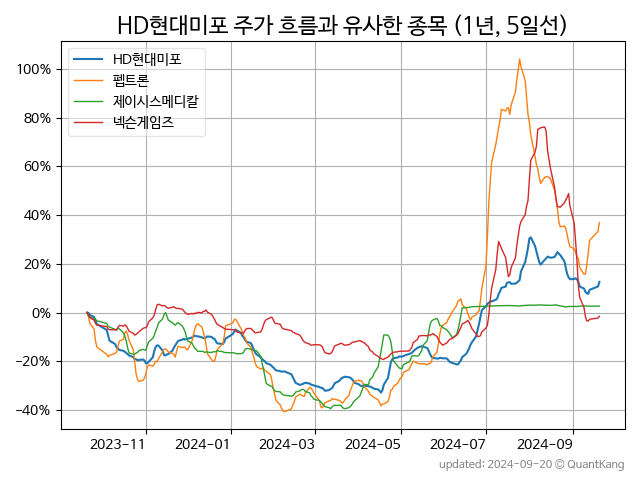 HD현대미포 주가 흐름과 유사한 종목 (1년, 5일선)
HD현대미포
펩트론
제이시스메디칼
넥슨게임즈
100%
80%
60%
40%
20%
0%
−20%
−40%
2023-11 2024-01 2024-03 2024-05 2024-07 2024-09
updated: 2024-09-20 © QuantKang